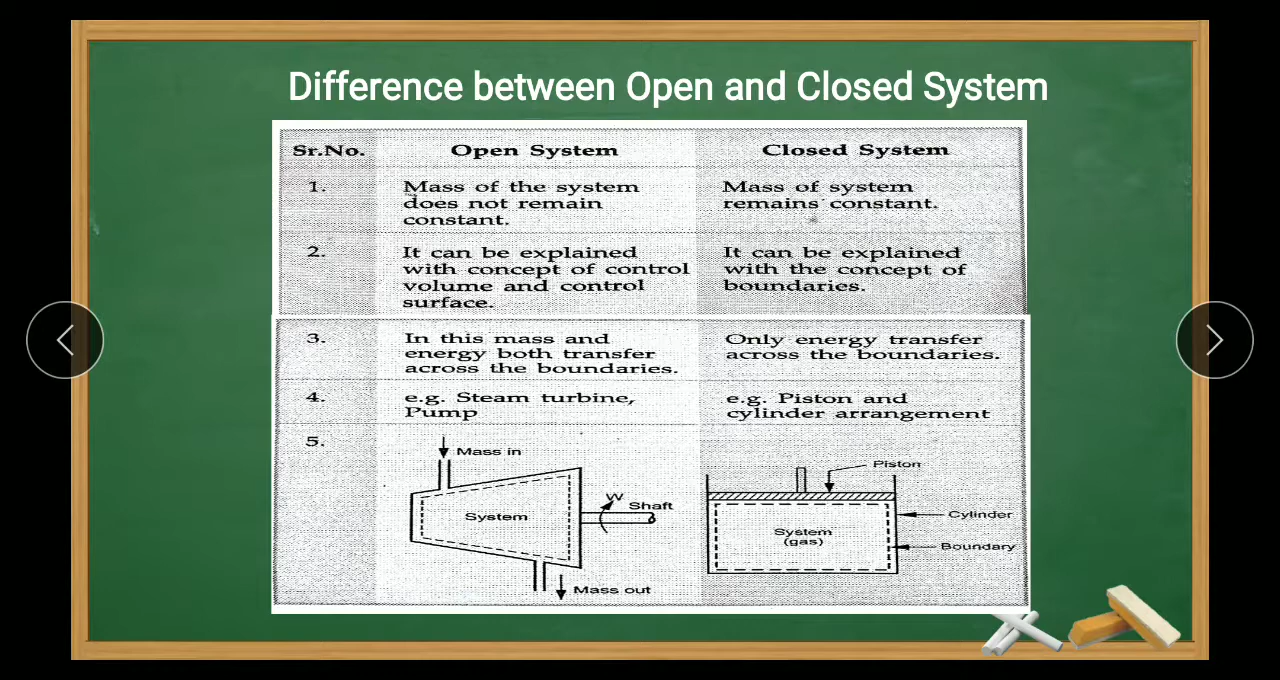 Difference between Open and Closed System
Sr.No. Open System Closed System
1. Mass of the system Mass of system
does not remain remains constant.
constant.
2. It can be explained It can be explained
with concept of control with the concept of
volume and control boundaries.
surface.
3. In this mass and Only energy transfer
energy both transfer across the boundaries.
across the boundaries.
4. e.g. Steam turbine, e.g. Piston and
Pump cylinder arrangement
5.
Mass in
System
W
Shaft
Mass out
Piston
Cylinder
System
(gas)
Boundary